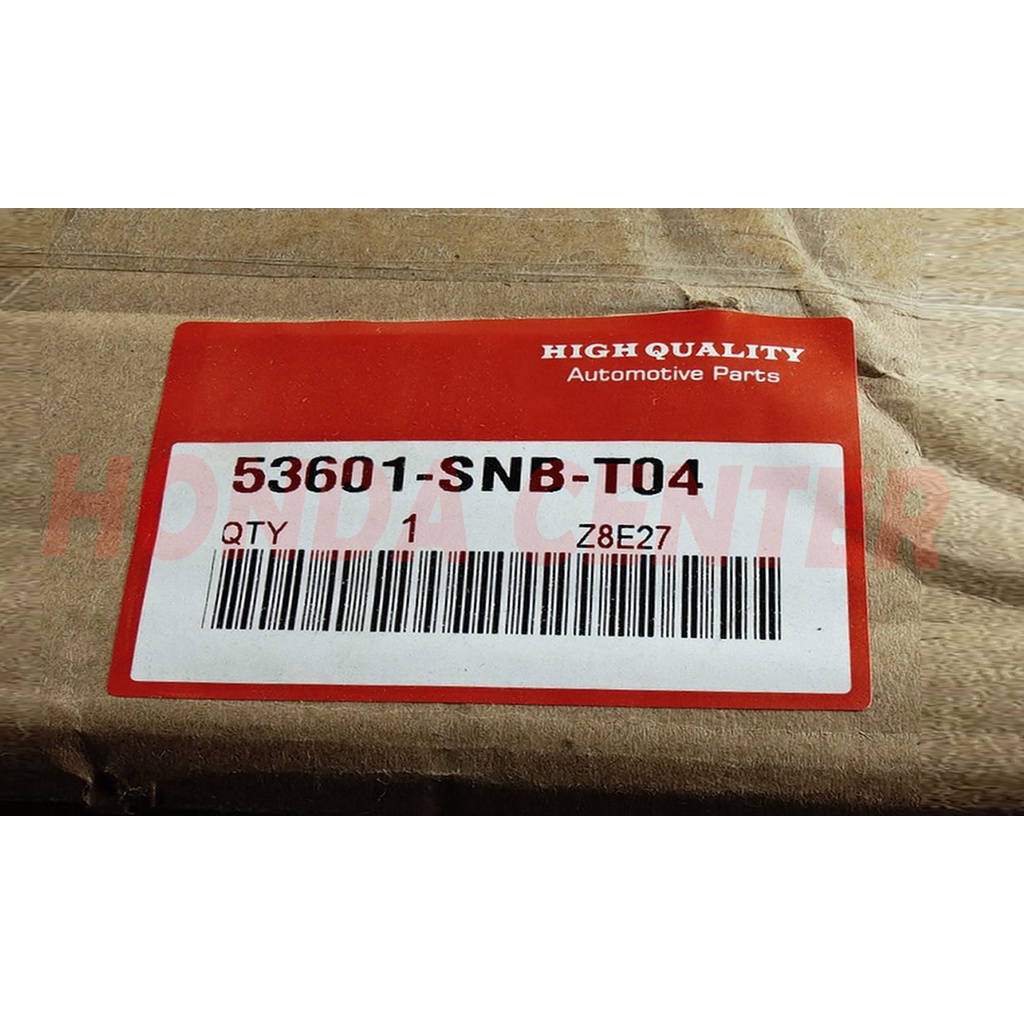 HIGH QUALITY
Automotive Parts
53601-SNB-T04
QTY 1 Z8E27
HONDA CENTER